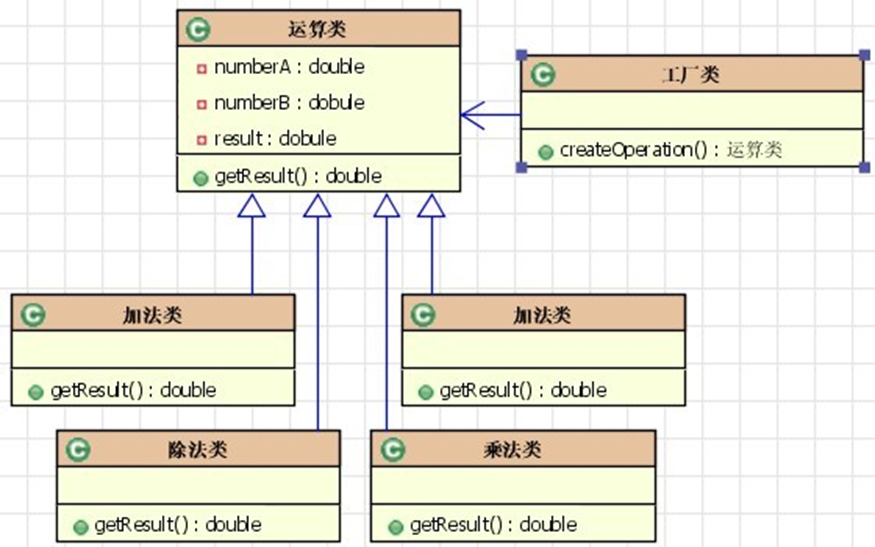 运算类
numberA : double
numberB : dobule
result : dobule
getResult() : double
工厂类
createOperation() : 运算类
加法类
getResult() : double
加法类
getResult() : double
除法类
getResult() : double
乘法类
getResult() : double